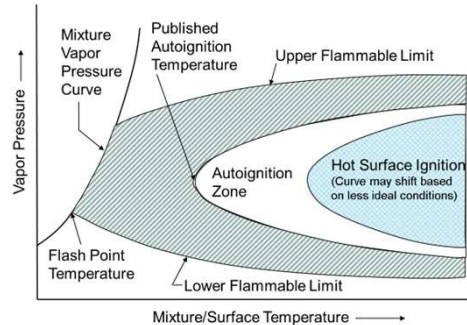 Published
Autoignition
Temperature
Mixture
Vapor
Pressure
Curve
Upper Flammable Limit
Vapor Pressure
Hot Surface Ignition
(Curve may shift based
on less ideal conditions)
Autoignition
Zone
Flash Point
Temperature
Lower Flammable Limit
Mixture/Surface Temperature